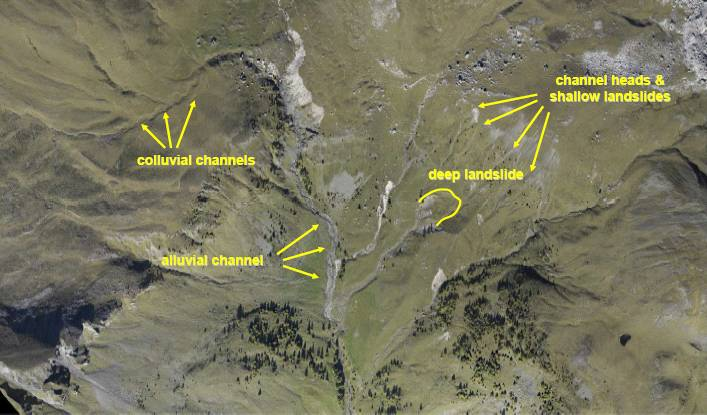 channel heads &
shallow landslides
colluvial channels
deep landslide
alluvial channel